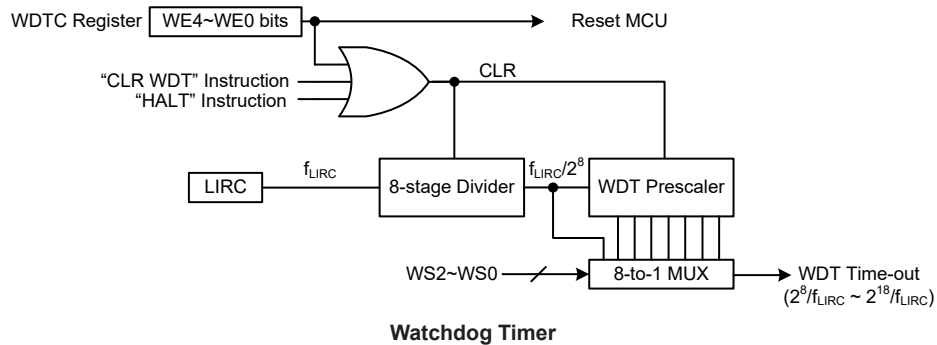 WDTC Register WE4~WE0 bits Reset MCU
CLR
“CLR WDT” Instruction
“HALT” Instruction
fLIRC fLIRC/2⁸
LIRC 8-stage Divider WDT Prescaler
WS2~WS0 8-to-1 MUX WDT Time-out
(2⁸/fLIRC ~ 2¹⁸/fLIRC)
Watchdog Timer